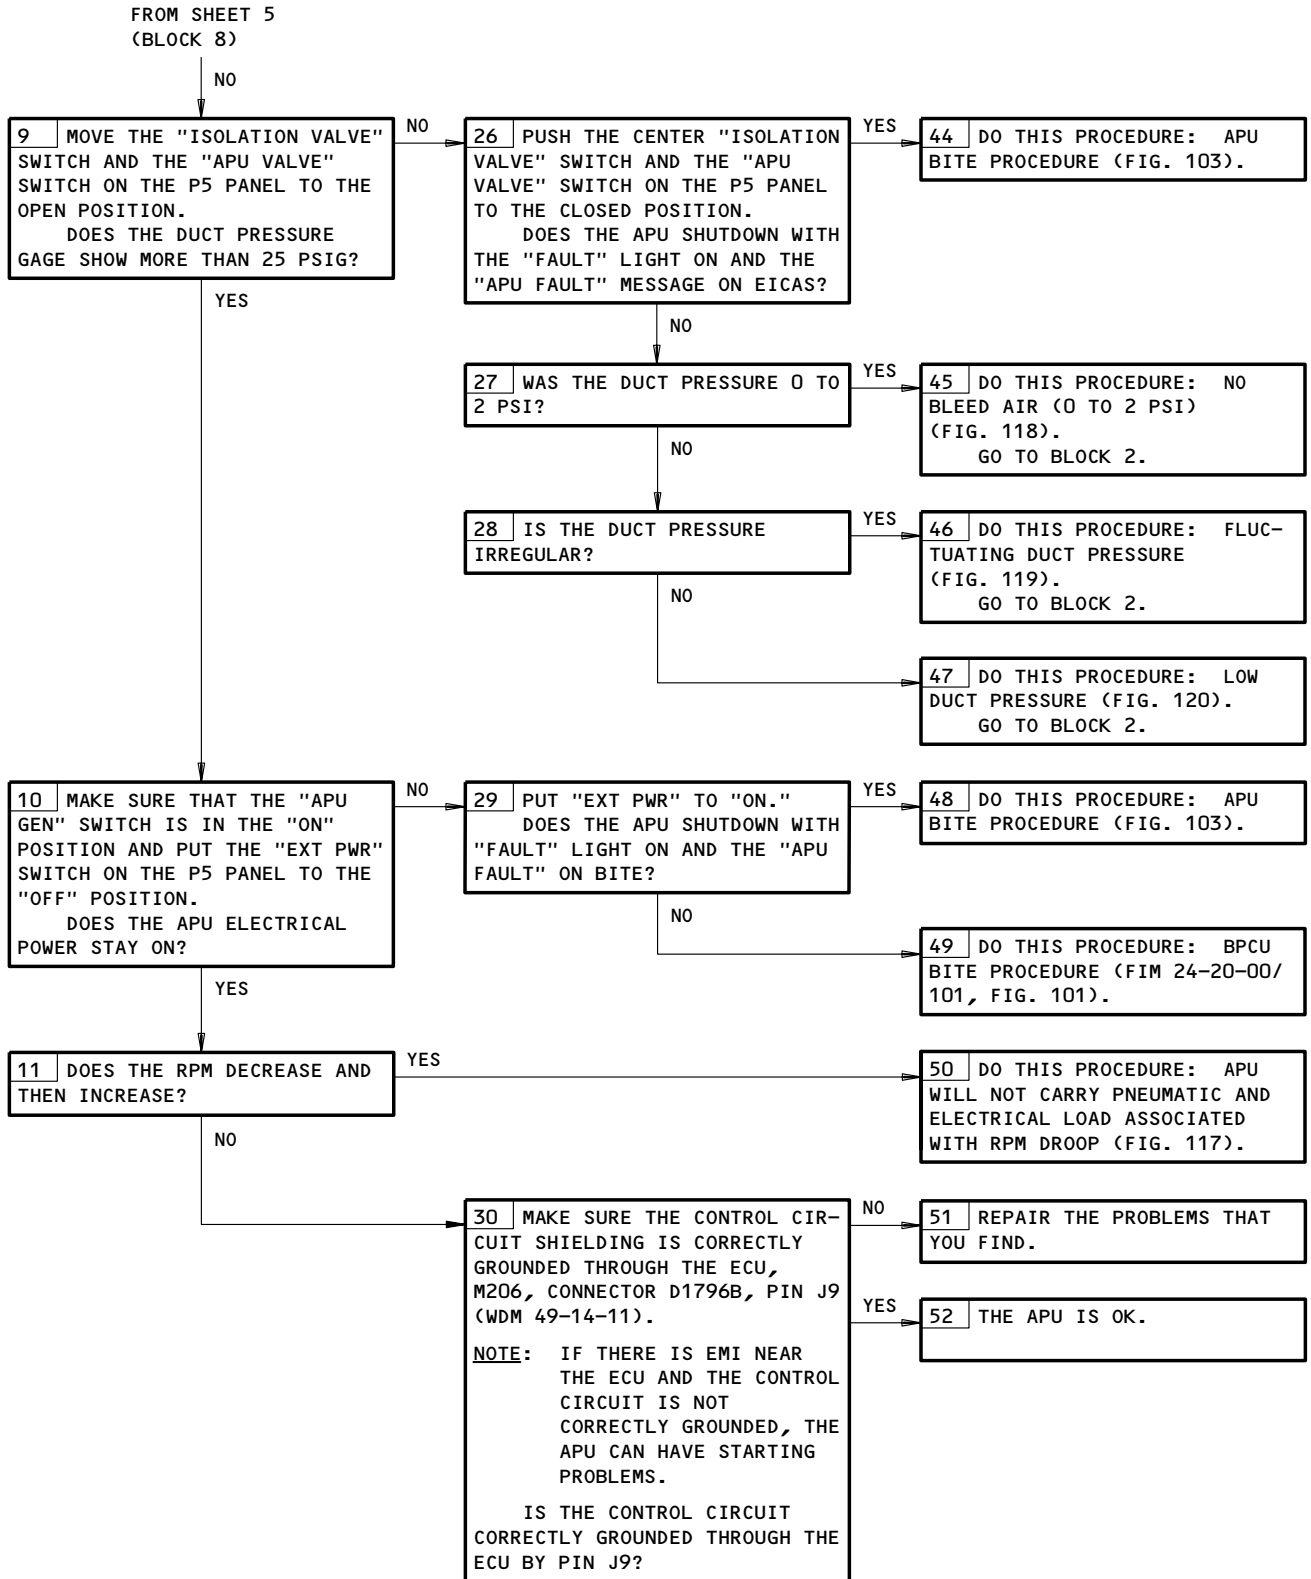 FROM SHEET 5
(BLOCK 8)
NO
9 MOVE THE "ISOLATION VALVE"
SWITCH AND THE "APU VALVE"
SWITCH ON THE P5 PANEL TO THE
OPEN POSITION.
DOES THE DUCT PRESSURE
GAGE SHOW MORE THAN 25 PSIG?
NO
YES
26 PUSH THE CENTER "ISOLATION
VALVE" SWITCH AND THE "APU
VALVE" SWITCH ON THE P5 PANEL
TO THE CLOSED POSITION.
DOES THE APU SHUTDOWN WITH
THE "FAULT" LIGHT ON AND THE
"APU FAULT" MESSAGE ON EICAS?
YES
NO
44 DO THIS PROCEDURE: APU
BITE PROCEDURE (FIG. 103).
27 WAS THE DUCT PRESSURE 0 TO
2 PSI?
YES
NO
45 DO THIS PROCEDURE: NO
BLEED AIR (0 TO 2 PSI)
(FIG. 118).
GO TO BLOCK 2.
28 IS THE DUCT PRESSURE
IRREGULAR?
YES
NO
46 DO THIS PROCEDURE: FLUC-
TUATING DUCT PRESSURE
(FIG. 119).
GO TO BLOCK 2.
47 DO THIS PROCEDURE: LOW
DUCT PRESSURE (FIG. 120).
GO TO BLOCK 2.
10 MAKE SURE THAT THE "APU
GEN" SWITCH IS IN THE "ON"
POSITION AND PUT THE "EXT PWR"
SWITCH ON THE P5 PANEL TO THE
"OFF" POSITION.
DOES THE APU ELECTRICAL
POWER STAY ON?
NO
YES
29 PUT "EXT PWR" TO "ON."
DOES THE APU SHUTDOWN WITH
"FAULT" LIGHT ON AND THE "APU
FAULT" ON BITE?
YES
NO
48 DO THIS PROCEDURE: APU
BITE PROCEDURE (FIG. 103).
49 DO THIS PROCEDURE: BPCU
BITE PROCEDURE (FIM 24-20-00/
101, FIG. 101).
11 DOES THE RPM DECREASE AND
THEN INCREASE?
YES
NO
50 DO THIS PROCEDURE: APU
WILL NOT CARRY PNEUMATIC AND
ELECTRICAL LOAD ASSOCIATED
WITH RPM DROOP (FIG. 117).
30 MAKE SURE THE CONTROL CIR-
CUIT SHIELDING IS CORRECTLY
GROUNDED THROUGH THE ECU,
M206, CONNECTOR D1796B, PIN J9
(WDM 49-14-11).
NOTE: IF THERE IS EMI NEAR
THE ECU AND THE CONTROL
CIRCUIT IS NOT
CORRECTLY GROUNDED, THE
APU CAN HAVE STARTING
PROBLEMS.
IS THE CONTROL CIRCUIT
CORRECTLY GROUNDED THROUGH THE
ECU BY PIN J9?
NO
YES
51 REPAIR THE PROBLEMS THAT
YOU FIND.
52 THE APU IS OK.